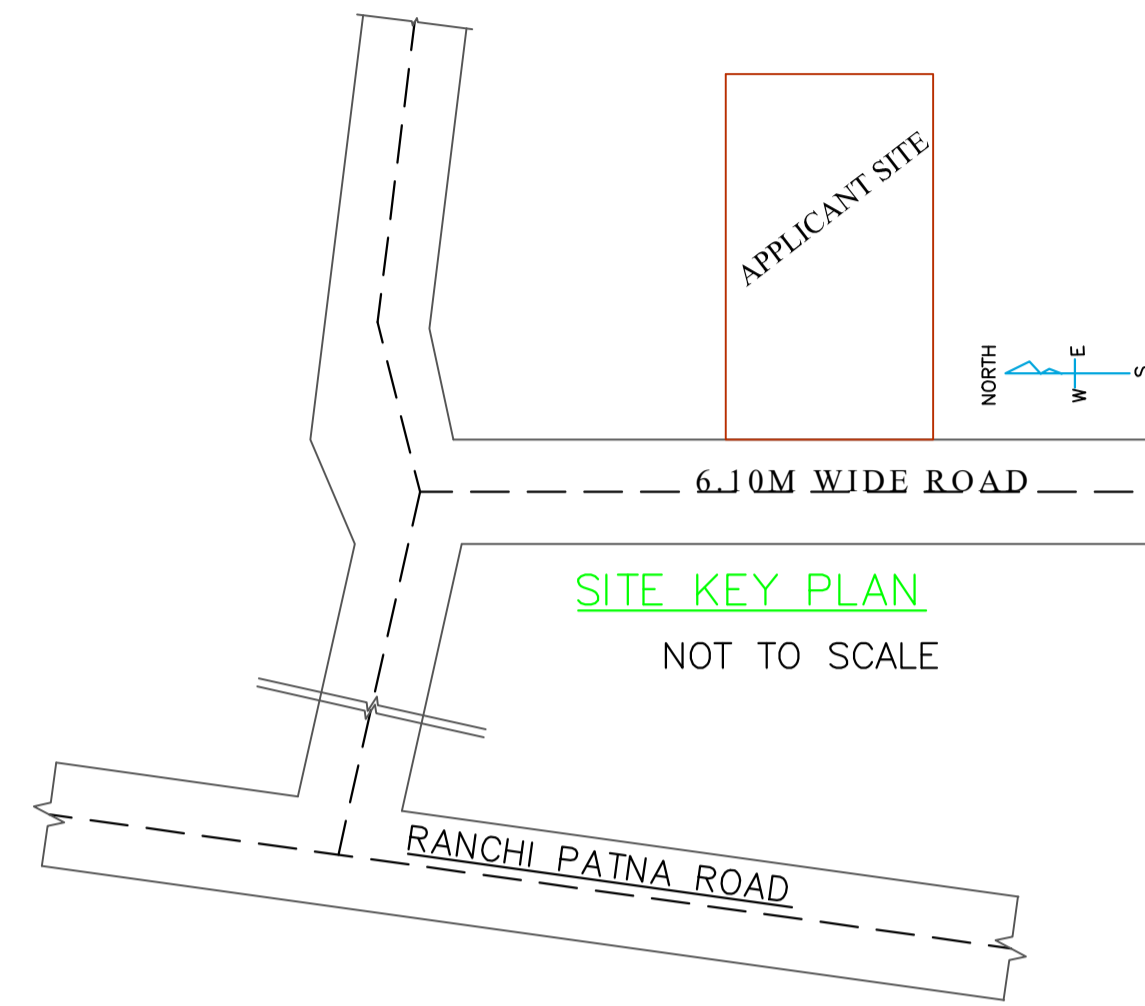 APPLICANT SITE
NORTH
E
W
S
6.10M WIDE ROAD
SITE KEY PLAN
NOT TO SCALE
RANCHI PATNA ROAD